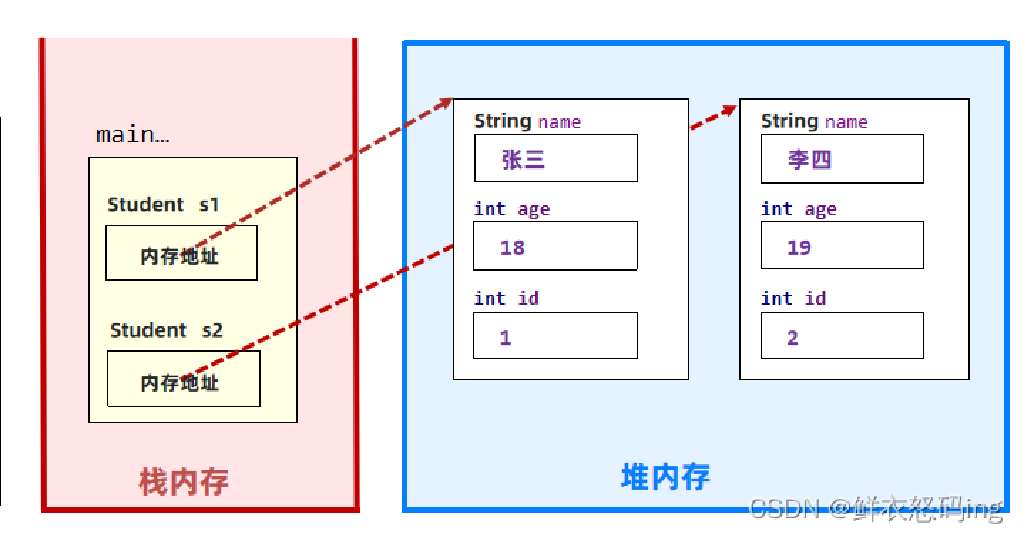 main…
Student s1
内存地址
Student s2
内存地址
栈内存
String name
张三
int age
18
int id
1
String name
李四
int age
19
int id
2
堆内存
CSDN @鲜衣怒码ing